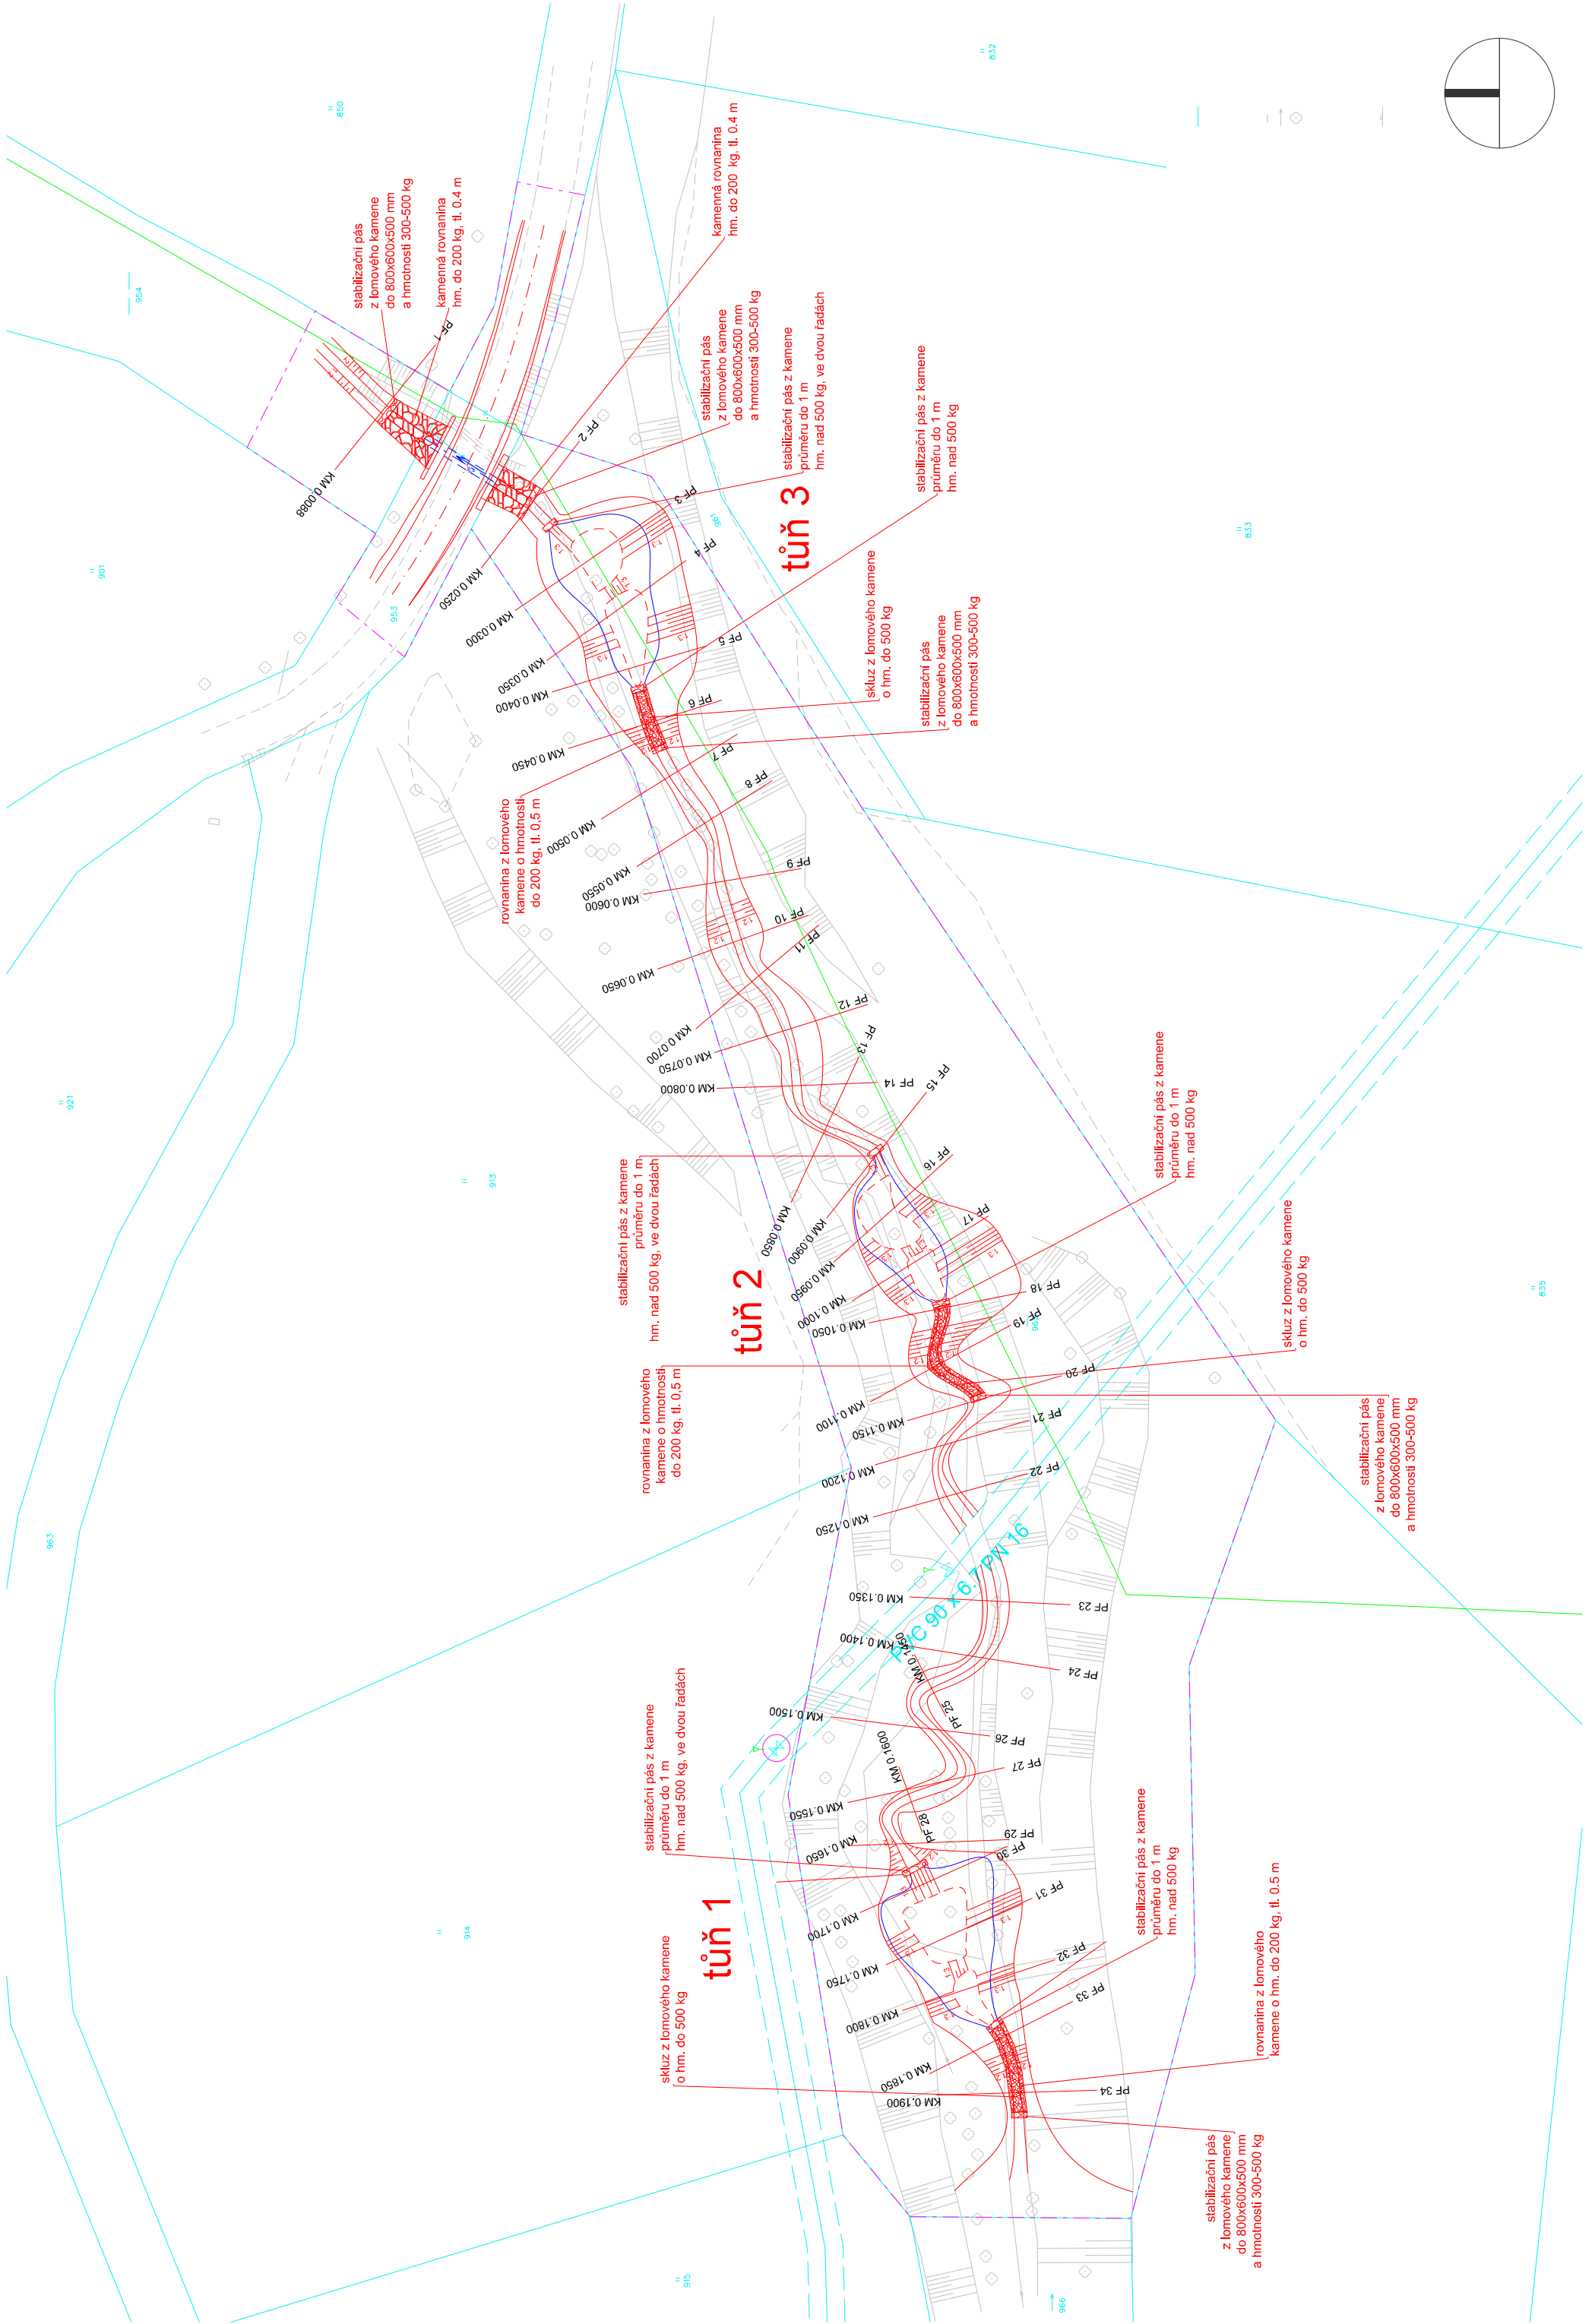 832
850
954
901
953
961
833
921
913
963
962
835
914
915
966
stabilizační pás
z lomového kamene
do 800x600x500 mm
a hmotnosti 300-500 kg
kamenná rovnanina
hm. do 200 kg, tl. 0.4 m
kamenná rovnanina
hm. do 200 kg, tl. 0.4 m
stabilizační pás
z lomového kamene
do 800x600x500 mm
a hmotnosti 300-500 kg
stabilizační pás z kamene
průměru do 1 m
hm. nad 500 kg, ve dvou řadách
tůň 3
stabilizační pás z kamene
průměru do 1 m
hm. nad 500 kg
skluz z lomového kamene
o hm. do 500 kg
stabilizační pás
z lomového kamene
do 800x600x500 mm
a hmotnosti 300-500 kg
rovnanina z lomového
kamene o hmotnosti
do 200 kg, tl. 0,5 m
stabilizační pás z kamene
průměru do 1 m
hm. nad 500 kg, ve dvou řadách
tůň 2
stabilizační pás z kamene
průměru do 1 m
hm. nad 500 kg
skluz z lomového kamene
o hm. do 500 kg
rovnanina z lomového
kamene o hmotnosti
do 200 kg, tl. 0,5 m
stabilizační pás
z lomového kamene
do 800x600x500 mm
a hmotnosti 300-500 kg
PVC 90 x 6.7 PN 16
stabilizační pás z kamene
průměru do 1 m
hm. nad 500 kg, ve dvou řadách
tůň 1
skluz z lomového kamene
o hm. do 500 kg
stabilizační pás z kamene
průměru do 1 m
hm. nad 500 kg
rovnanina z lomového
kamene o hm. do 200 kg, tl. 0.5 m
stabilizační pás
z lomového kamene
do 800x600x500 mm
a hmotnosti 300-500 kg
KM 0.0088
PF 1
KM 0.0250
PF 2
KM 0.0300
PF 3
KM 0.0350
PF 4
KM 0.0400
PF 5
KM 0.0450
PF 6
KM 0.0500
PF 7
KM 0.0550
PF 8
KM 0.0600
PF 9
KM 0.0650
PF 10
KM 0.0700
PF 11
KM 0.0750
PF 12
KM 0.0850
PF 13
KM 0.0800
PF 14
KM 0.0900
PF 15
KM 0.0950
PF 16
KM 0.1000
PF 17
KM 0.1050
PF 18
KM 0.1100
PF 19
KM 0.1150
PF 20
KM 0.1200
PF 21
KM 0.1250
PF 22
KM 0.1350
PF 23
KM 0.1400
PF 24
KM 0.1450
PF 25
KM 0.1500
PF 26
KM 0.1550
PF 27
KM 0.1600
PF 28
KM 0.1650
PF 29
KM 0.1700
PF 30
KM 0.1750
PF 31
KM 0.1800
PF 32
KM 0.1850
PF 33
KM 0.1900
PF 34